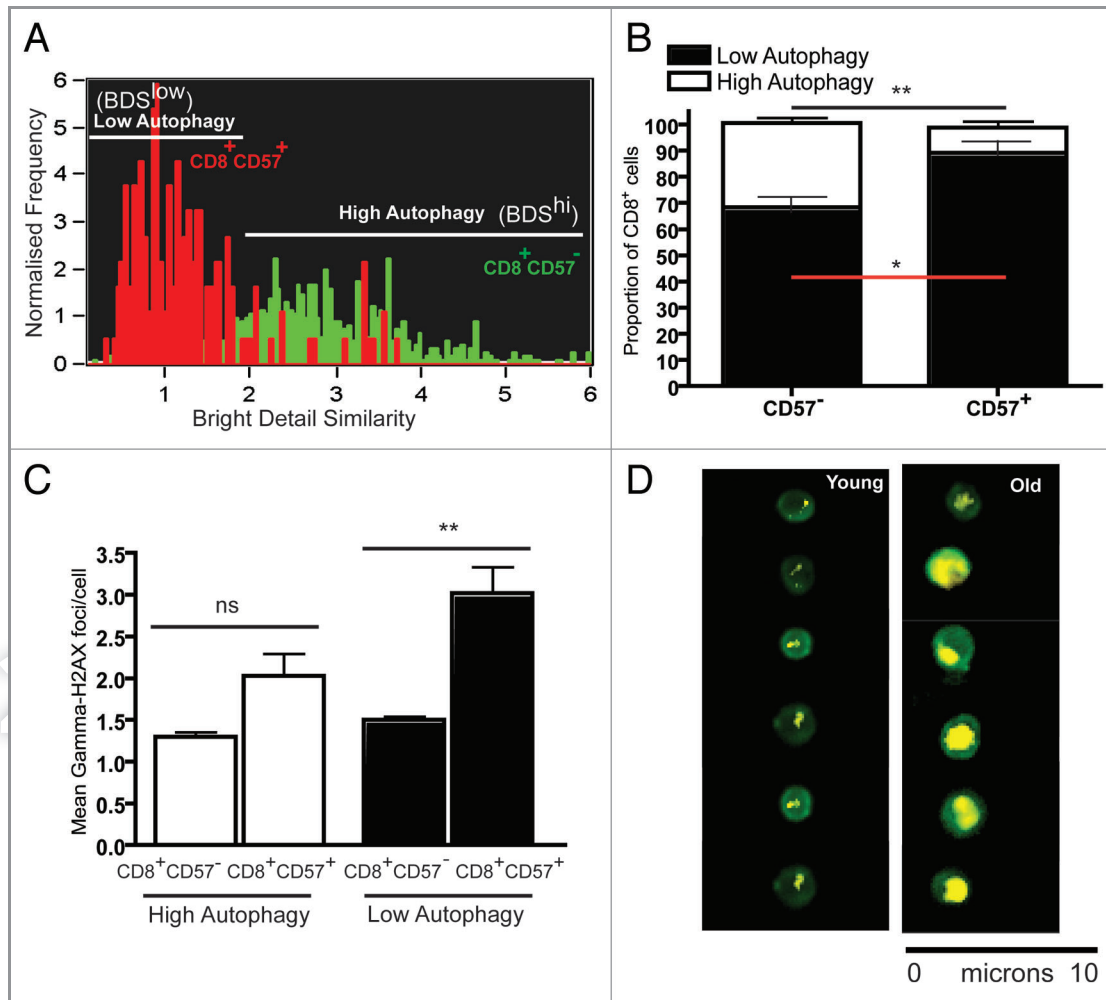 A
6
5
4
3
2
1
0
Normalised Frequency
(BDS^low)
Low Autophagy
CD8^+CD57^+
High Autophagy (BDS^hi)
CD8^+CD57^-
1 2 3 4 5 6
Bright Detail Similarity
B
Low Autophagy
High Autophagy
**
100
90
80
70
60
50
40
30
20
10
0
Proportion of CD8⁺ cells
*
CD57⁻ CD57⁺
C
3.5
3.0
2.5
2.0
1.5
1.0
0.5
0.0
Mean Gamma-H2AX foci/cell
ns
**
CD8⁺CD57⁻ CD8⁺CD57⁺ CD8⁺CD57⁻ CD8⁺CD57⁺
High Autophagy Low Autophagy
D
Young
Old
0 microns 10